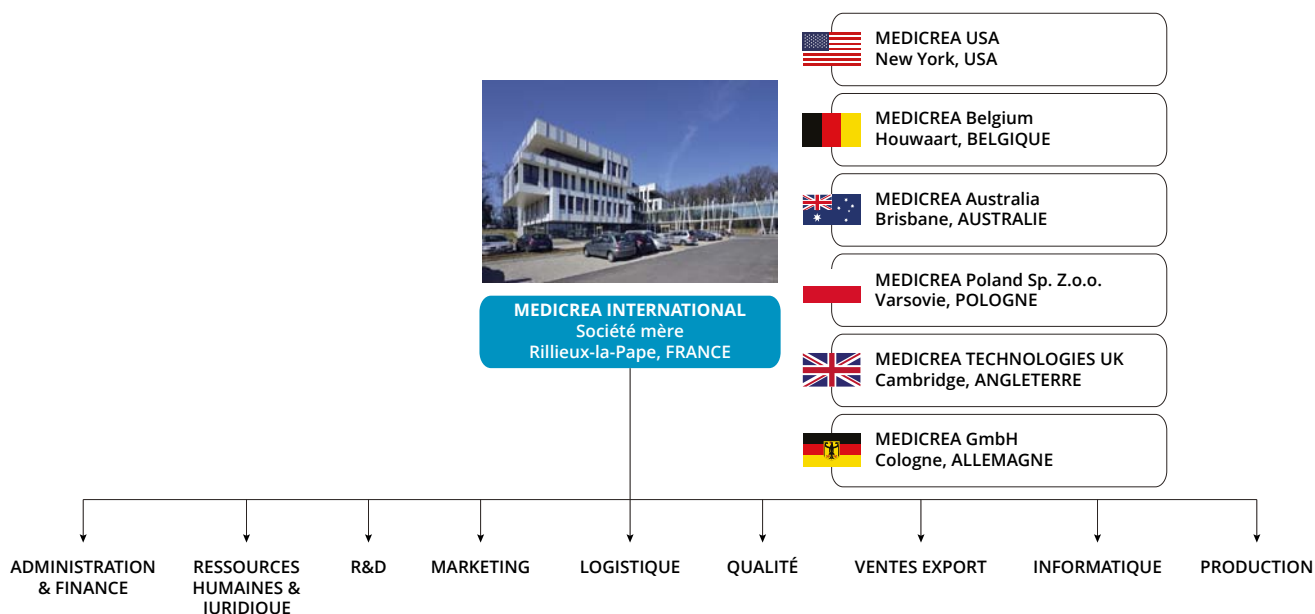 MEDICREA USA
New York, USA
MEDICREA Belgium
Houwaart, BELGIQUE
MEDICREA Australia
Brisbane, AUSTRALIE
MEDICREA Poland Sp. Z.o.o.
Varsovie, POLOGNE
MEDICREA TECHNOLOGIES UK
Cambridge, ANGLETERRE
MEDICREA GmbH
Cologne, ALLEMAGNE
MEDICREA INTERNATIONAL
Société mère
Rillieux-la-Pape, FRANCE
ADMINISTRATION
& FINANCE
RESSOURCES
HUMAINES &
JURIDIQUE
R&D
MARKETING
LOGISTIQUE
QUALITÉ
VENTES EXPORT
INFORMATIQUE
PRODUCTION